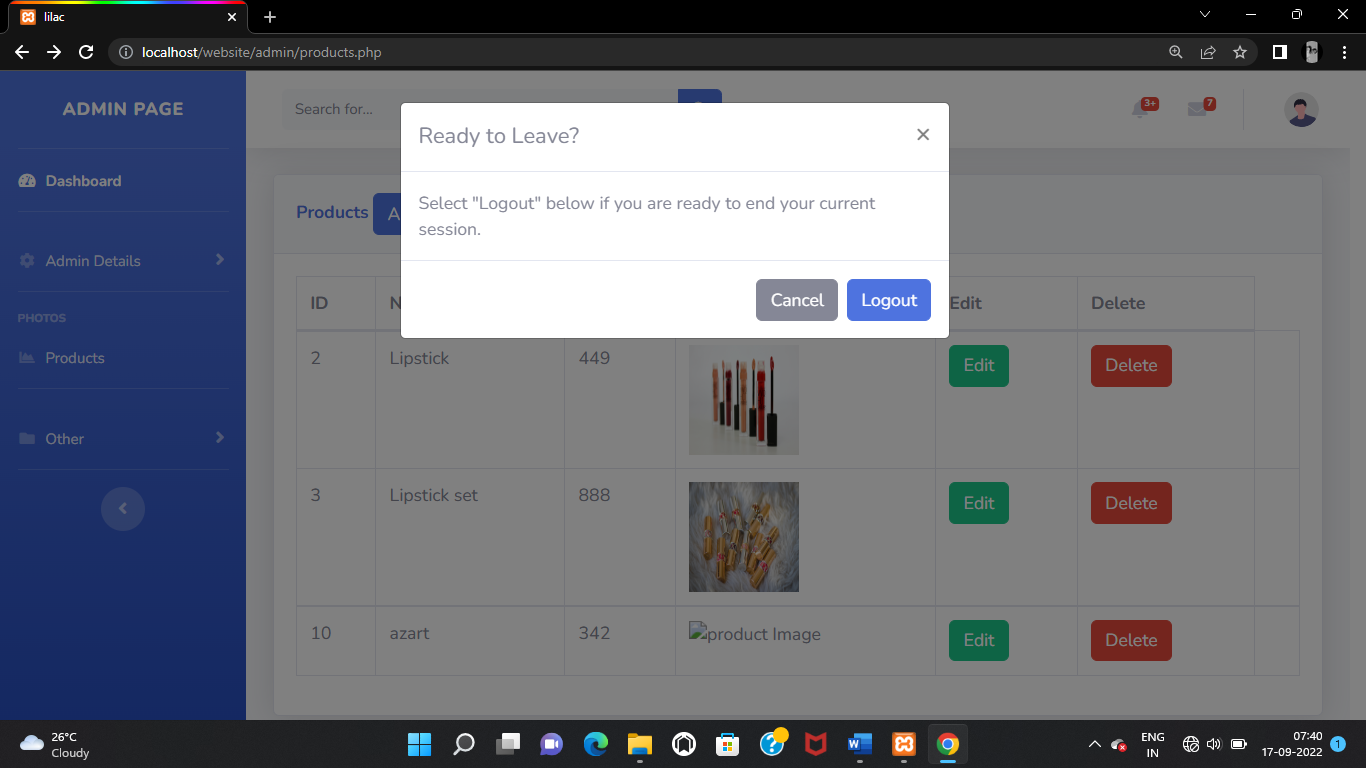 lilac
localhost/website/admin/products.php
ADMIN PAGE
Search for...
3+
7
Dashboard
Admin Details
PHOTOS
Products
Other
Ready to Leave?
×
Select "Logout" below if you are ready to end your current
session.
Cancel Logout
Products A
ID N Edit Delete
2 Lipstick 449 Edit Delete
3 Lipstick set 888 Edit Delete
10 azart 342 product Image Edit Delete
26°C
Cloudy
ENG
IN
07:40
17-09-2022
1